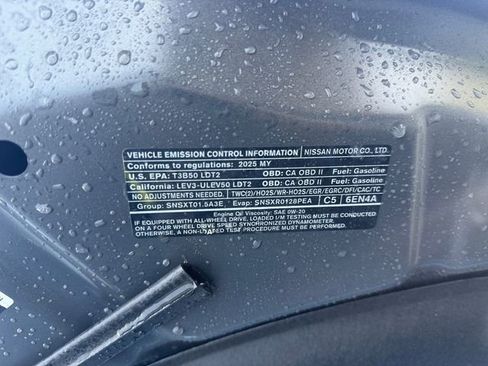 VEHICLE EMISSION CONTROL INFORMATION NISSAN MOTOR CO., LTD.
Conforms to regulations: 2025 MY
U.S. EPA: T3B50 LDT2 OBD: CA OBD II Fuel: Gasoline
California: LEV3-ULEV50 LDT2 OBD: CA OBD II Fuel: Gasoline
NO ADJUSTMENTS NEEDED. TWC(2)/HO2S/WR-HO2S/EGR/EGRC/DFI/CAC/TC
Group: SNSXT01.5A3E Evap: SNSXR0128PEA C5 6EN4A
Engine Oil Viscosity: SAE 0W-20
IF EQUIPPED WITH ALL-WHEEL DRIVE, LOADED I/M TESTING MUST BE CONDUCTED
ON A FOUR WHEEL DRIVE SPEED SYNCHRONIZED DYNAMOMETER.
OTHERWISE, A NON-LOADED TEST PROCEDURE MUST BE PERFORMED.